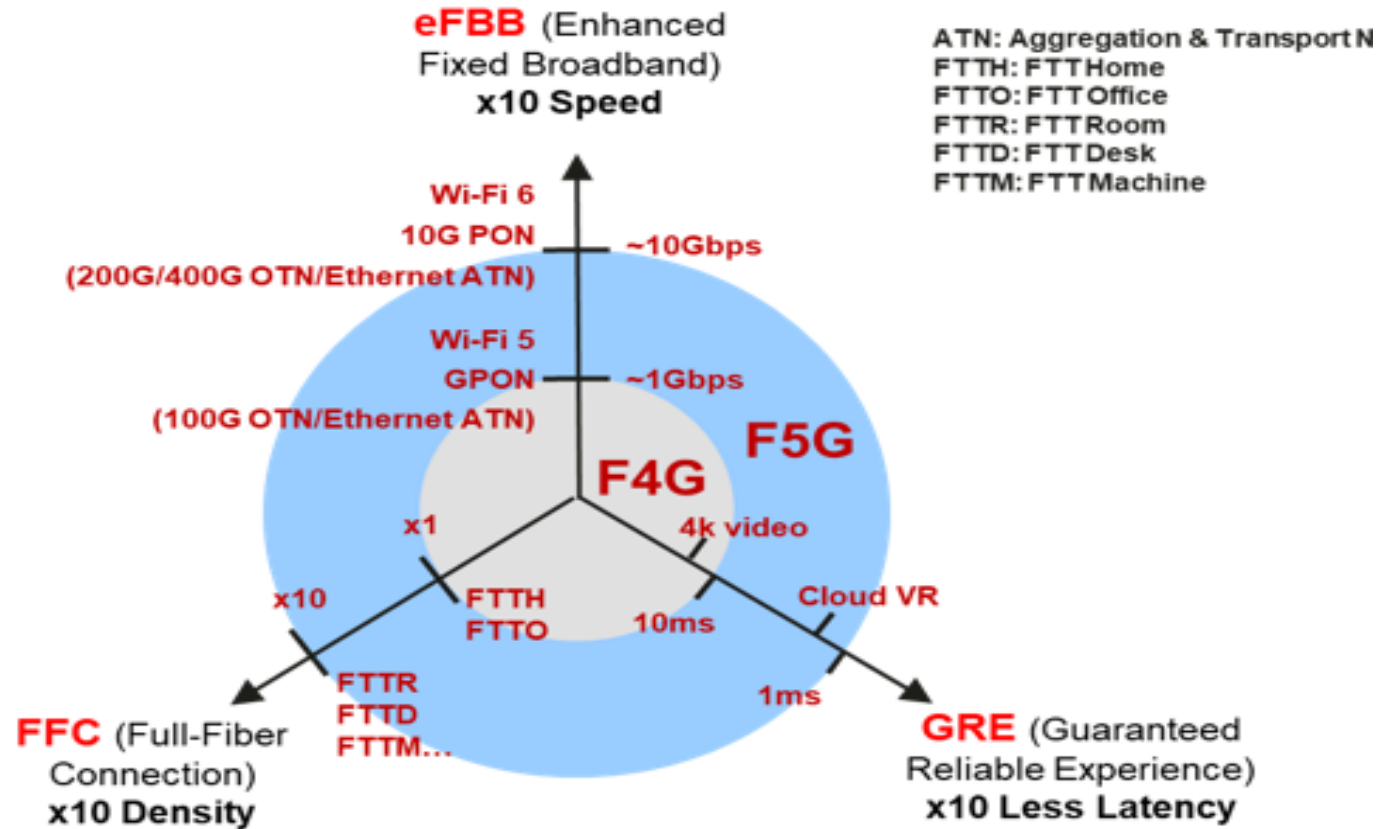 eFBB (Enhanced
Fixed Broadband)
x10 Speed
ATN: Aggregation & Transport N
FTTH: FTT Home
FTTO: FTT Office
FTTR: FTT Room
FTTD: FTT Desk
FTTM: FTT Machine
Wi-Fi 6
10G PON
~10Gbps
(200G/400G OTN/Ethernet ATN)
Wi-Fi 5
GPON
~1Gbps
(100G OTN/Ethernet ATN)
F5G
F4G
x1
4k video
x10
FTTH
FTTO
10ms
Cloud VR
FTTR
FTTD
FTTM...
1ms
FFC (Full-Fiber
Connection)
x10 Density
GRE (Guaranteed
Reliable Experience)
x10 Less Latency